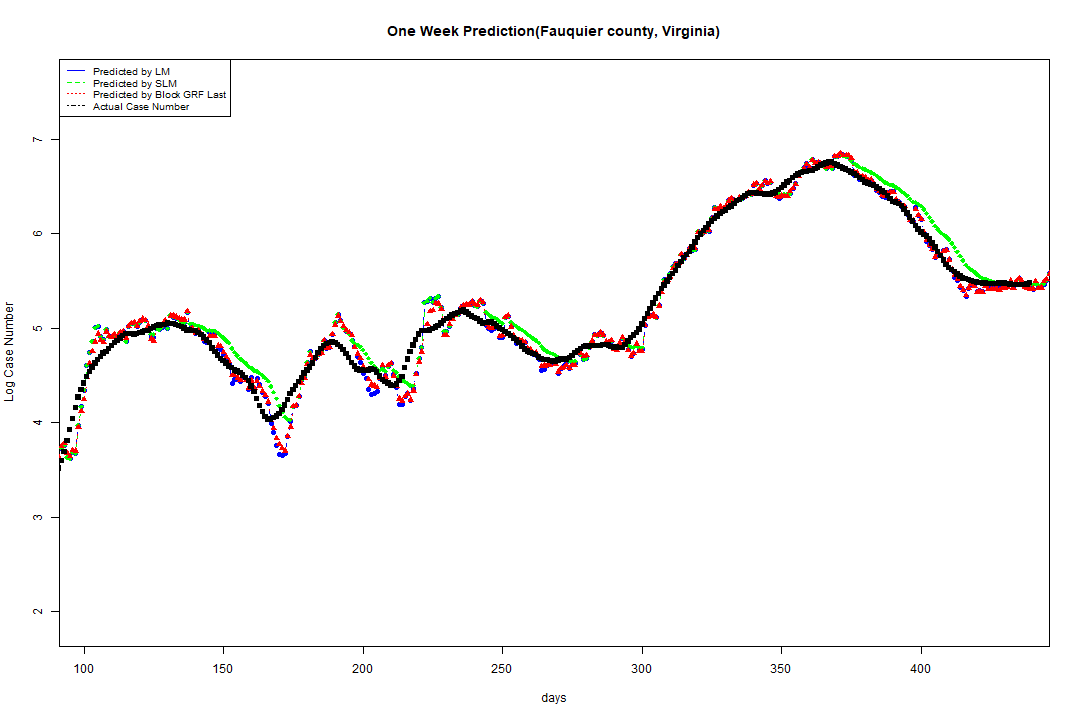 One Week Prediction(Fauquier county, Virginia)
Predicted by LM
Predicted by SLM
Predicted by Block GRF Last
Actual Case Number
7
6
5
4
3
2
Log Case Number
100 150 200 250 300 350 400
days